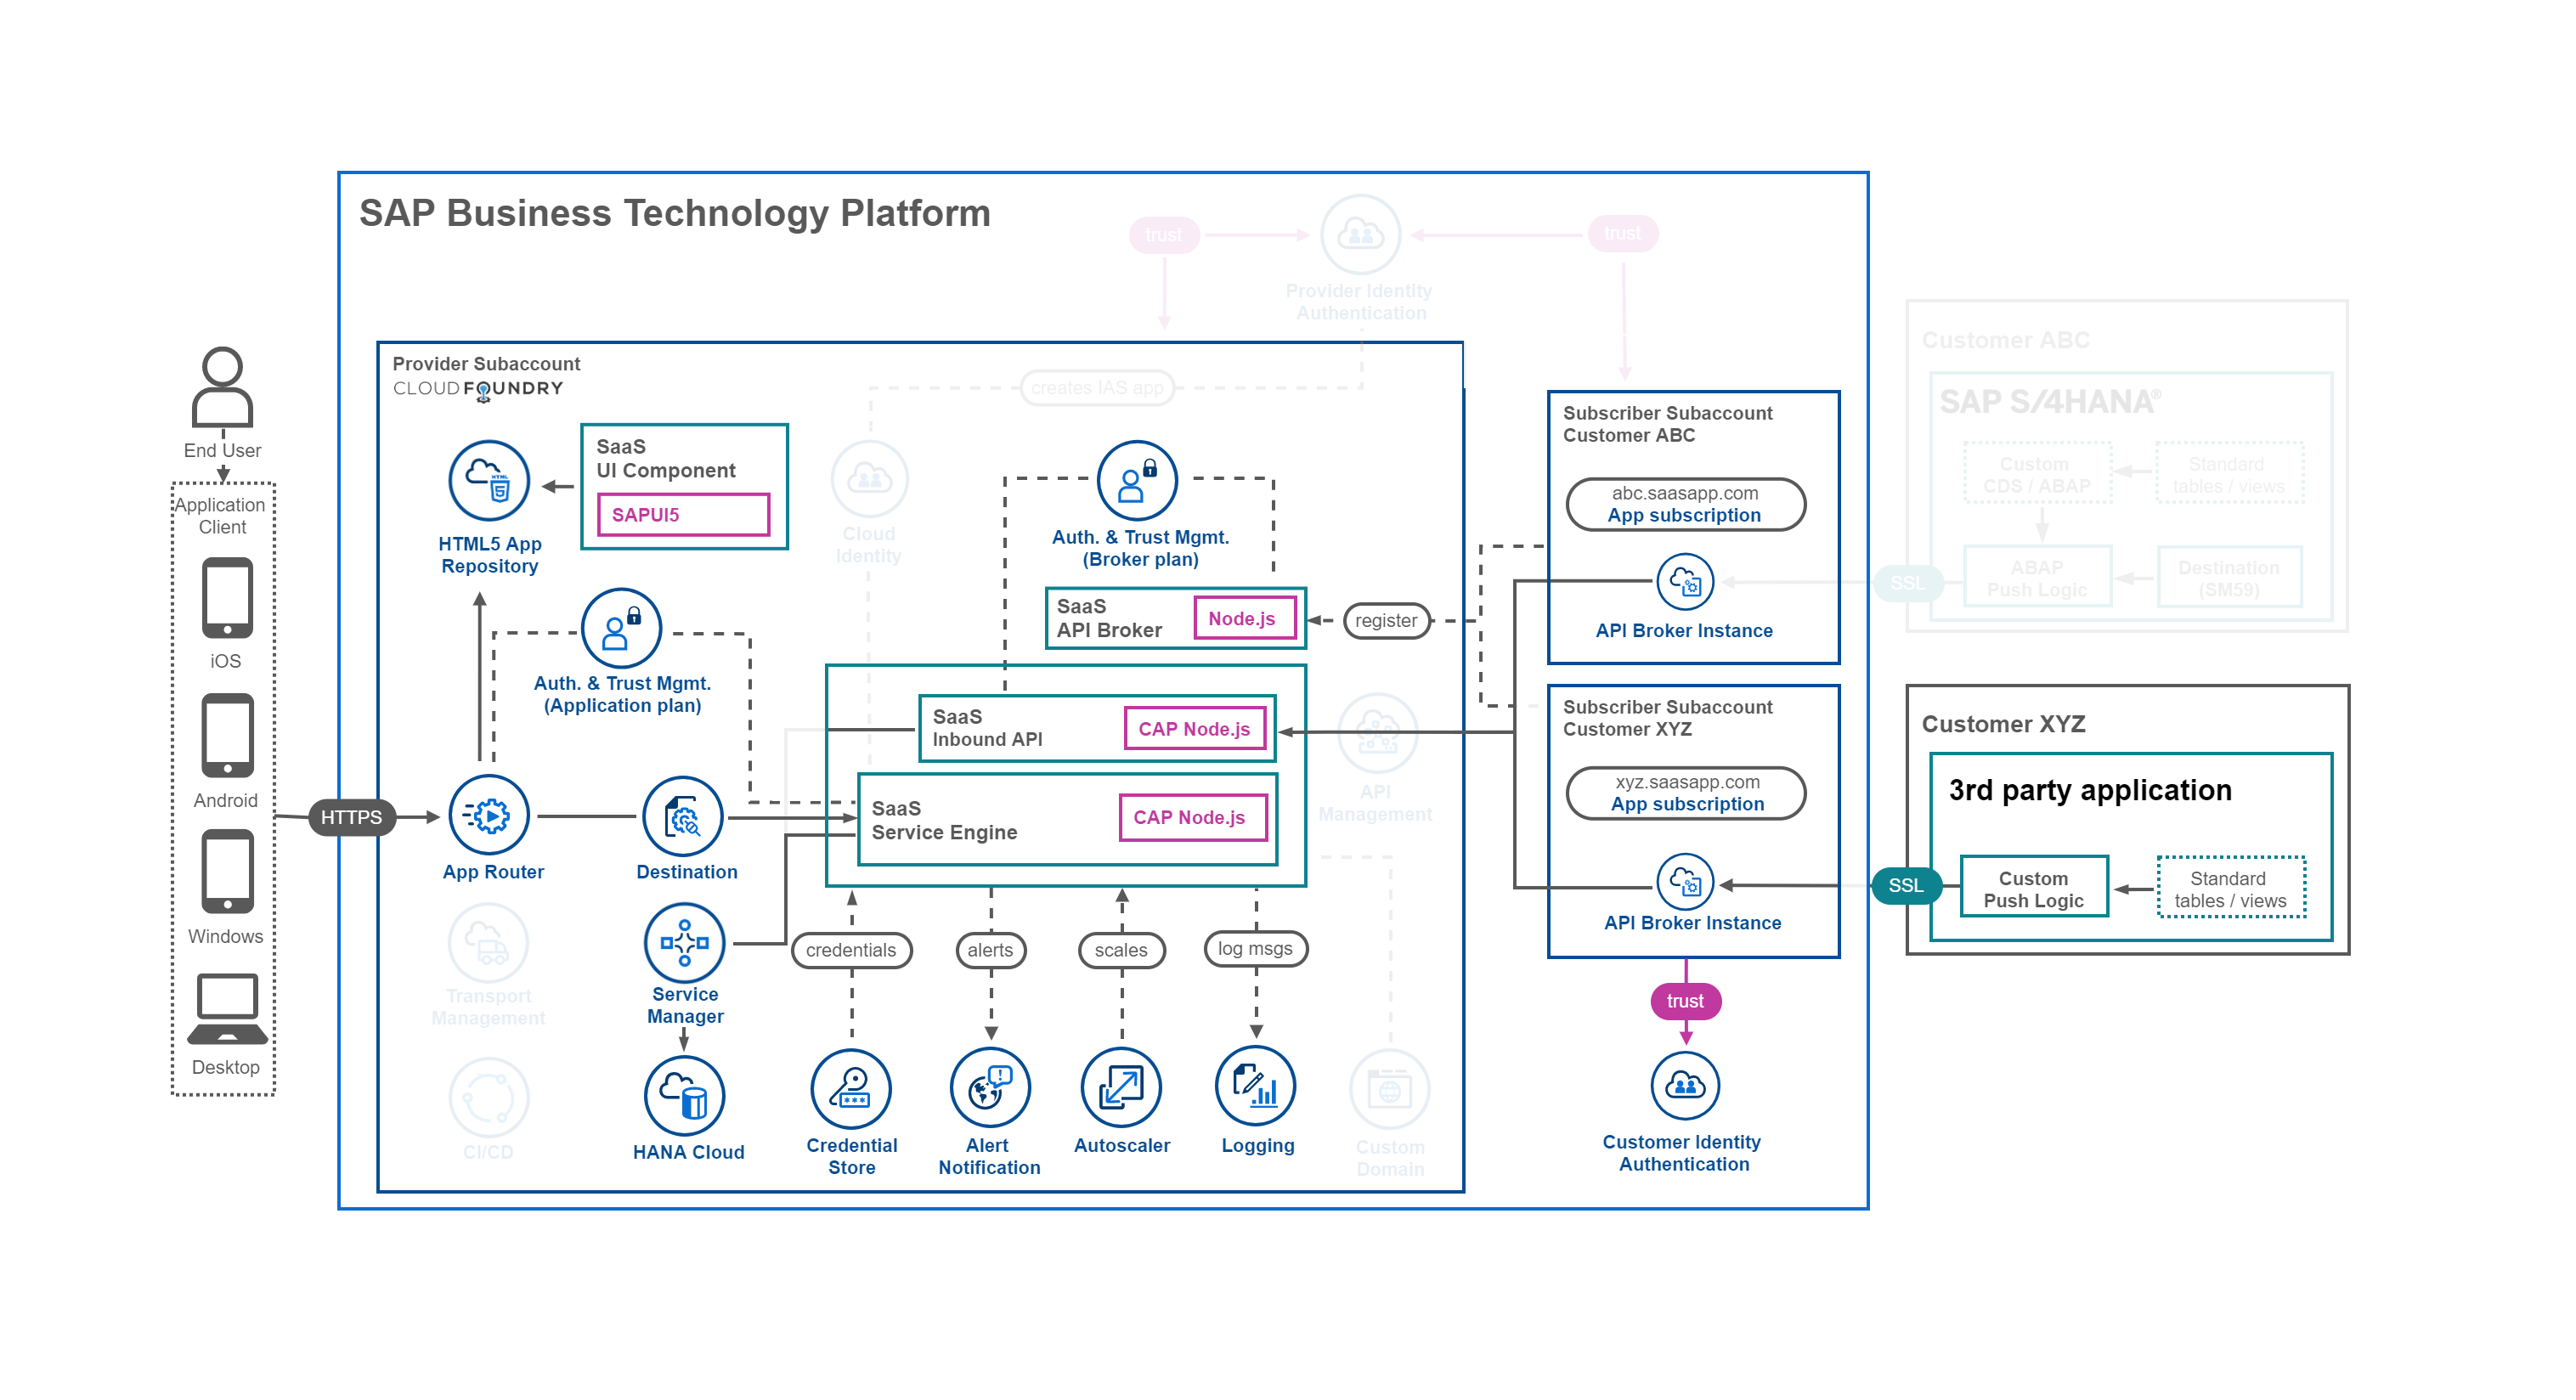 SAP Business Technology Platform
trust
trust
Provider Identity
Authentication
Provider Subaccount
CLOUD FOUNDRY
creates IAS app
End User
Application
Client
iOS
Android
Windows
Desktop
HTTPS
HTML
5
HTML5 App
Repository
SaaS
UI Component
SAPUI5
Cloud
Identity
Auth. & Trust Mgmt.
(Broker plan)
Auth. & Trust Mgmt.
(Application plan)
SaaS
API Broker
Node.js
register
SaaS
Inbound API
CAP Node.js
SaaS
Service Engine
CAP Node.js
API
Management
App Router
Destination
Transport
Management
CI/CD
Service
Manager
HANA Cloud
credentials
alerts
scales
log msgs
Credential
Store
Alert
Notification
Autoscaler
Logging
Custom
Domain
Subscriber Subaccount
Customer ABC
abc.saasapp.com
App subscription
API Broker Instance
Subscriber Subaccount
Customer XYZ
xyz.saasapp.com
App subscription
API Broker Instance
trust
Customer Identity
Authentication
SSL
Customer ABC
SAP S/4HANA®
Custom
CDS / ABAP
Standard
tables / views
ABAP
Push Logic
Destination
(SM59)
SSL
Customer XYZ
3rd party application
Custom
Push Logic
Standard
tables / views